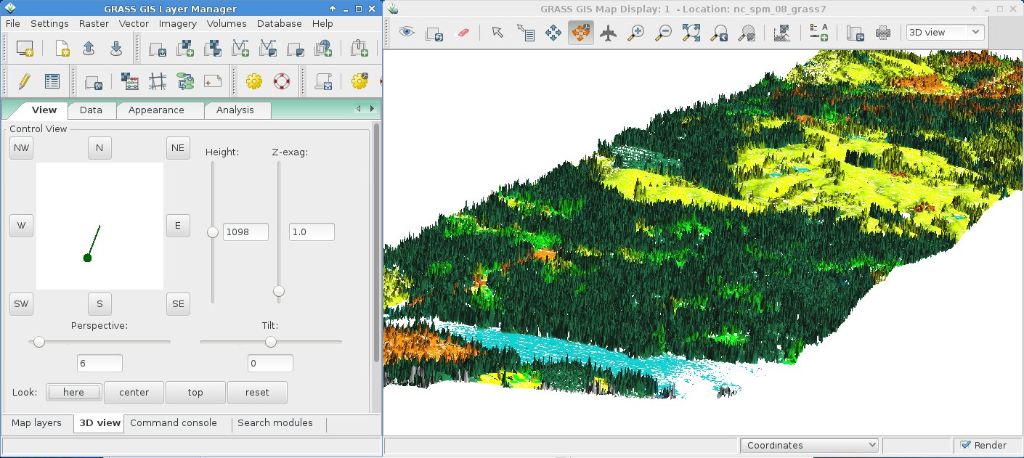 GRASS GIS Layer Manager
File Settings Raster Vector Imagery Volumes Database Help
View Data Appearance Analysis
Control View
NW N NE
Height: Z-exag:
W E
1098 1.0
SW S SE
Perspective: Tilt:
6 0
Look: here center top reset
Map layers 3D view Command console Search modules
GRASS GIS Map Display: 1 - Location: nc_spm_08_grass7
3D view
Coordinates Render